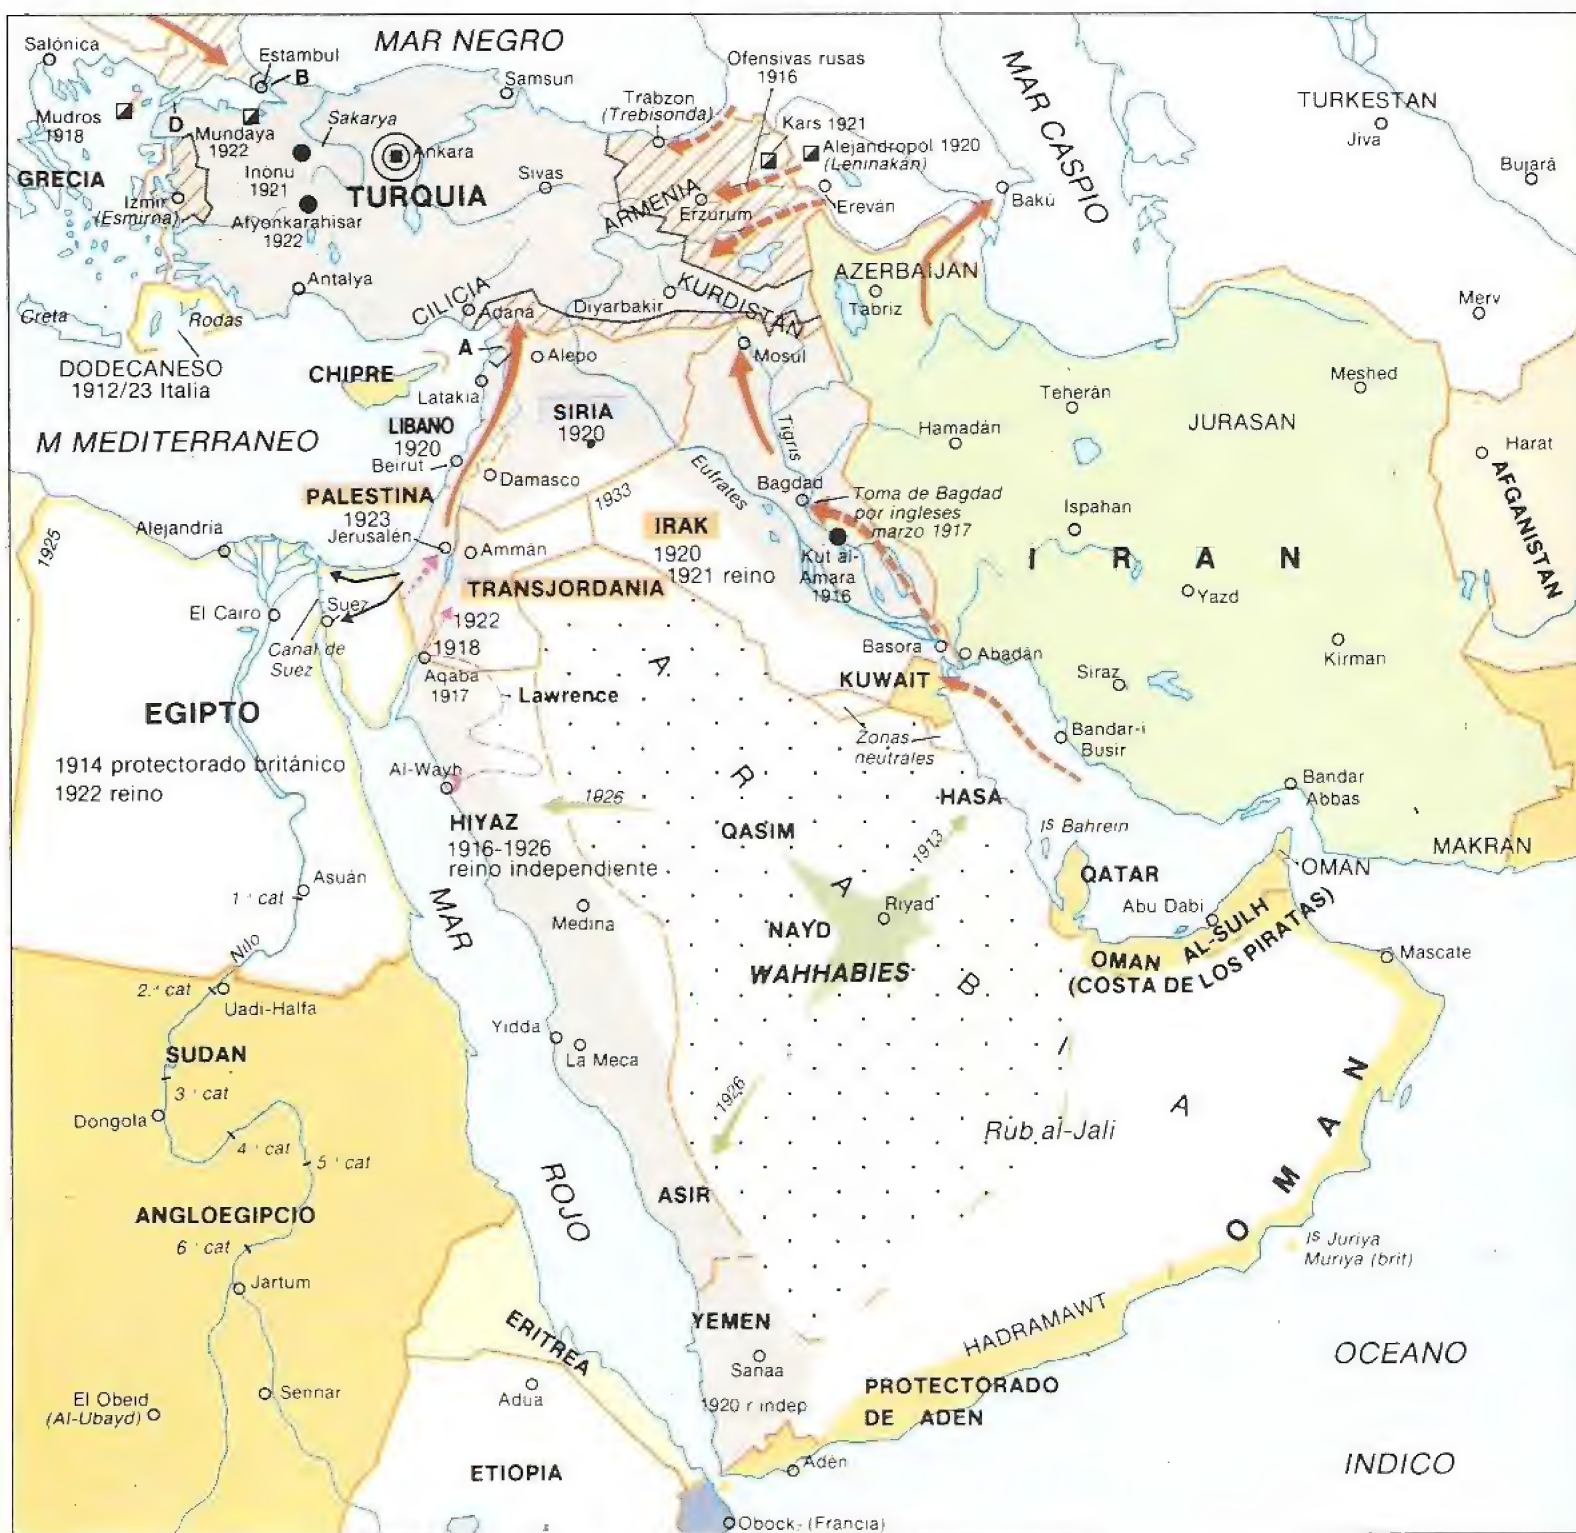 MAR NEGRO
Salónica
Estambul
B
Samsun
Ofensivas rusas
1916
MAR CASPIO
TURKESTAN
Jiva
Bujará
Mudros
1918
D
Mundaya
1922
Sakarya
Trabzon
(Trebisonda)
Kars 1921
Alejandropol 1920
(Leninakán)
GRECIA
Inönü
1921
Ankara
TURQUIA
Sivas
ARMENIA
Erzurum
Ereván
Bakú
Izmir
(Esmirna)
Afyonkarahisar
1922
Antalya
CILICIA
Adana
Diyarbakir
KURDISTAN
AZERBAIJAN
Tabriz
Merv
Creta
Rodas
A
Alepo
Mosul
DODECANESO
1912/23 Italia
CHIPRE
Latakia
Teherán
Meshed
LIBANO
1920
SIRIA
1920
Tigris
Hamadán
JURASAN
Harat
M MEDITERRANEO
Beirut
Damasco
Eufrates
Bagdad
Toma de Bagdad
por ingleses
marzo 1917
Ispahan
AFGANISTAN
PALESTINA
1923
1933
IRAK
1920
1921 reino
1925
Alejandría
Jerusalén
Ammán
Kut al-
Amara
1916
IRAN
TRANSJORDANIA
El Cairo
Suez
Canal de
Suez
1922
1918
Aqaba
1917
Yazd
Basora
Abadán
Kirman
KUWAIT
Siraz
Lawrence
EGIPTO
1914 protectorado británico
1922 reino
Zonas
neutrales
Bandar-i
Busir
Al-Wayh
Bandar
Abbas
1926
HASA
HIYAZ
1916-1926
reino independiente
QASIM
1913
Is Bahrein
MAKRAN
QATAR
OMAN
Asuán
1.ª cat
Medina
Riyad
Abu Dabi
NAYD
WAHHABIES
OMAN AL-SULH
(COSTA DE LOS PIRATAS)
Mascate
Nilo
2.ª cat
Uadi-Halfa
Yidda
La Meca
SUDAN
3.ª cat
Dongola
4.ª cat
5.ª cat
1926
ARABIA
Rub al-Jali
OMAN
MAR ROJO
ASIR
ANGLOEGIPCIO
6.ª cat
Jartum
Is Juriya
Muriya (brit)
YEMEN
Sanaa
1920 r indep
HADRAMAWT
ERITREA
OCEANO
INDICO
El Obeid
(Al-Ubayd)
Sennar
Adua
PROTECTORADO
DE ADEN
ETIOPIA
Adén
Obock (Francia)